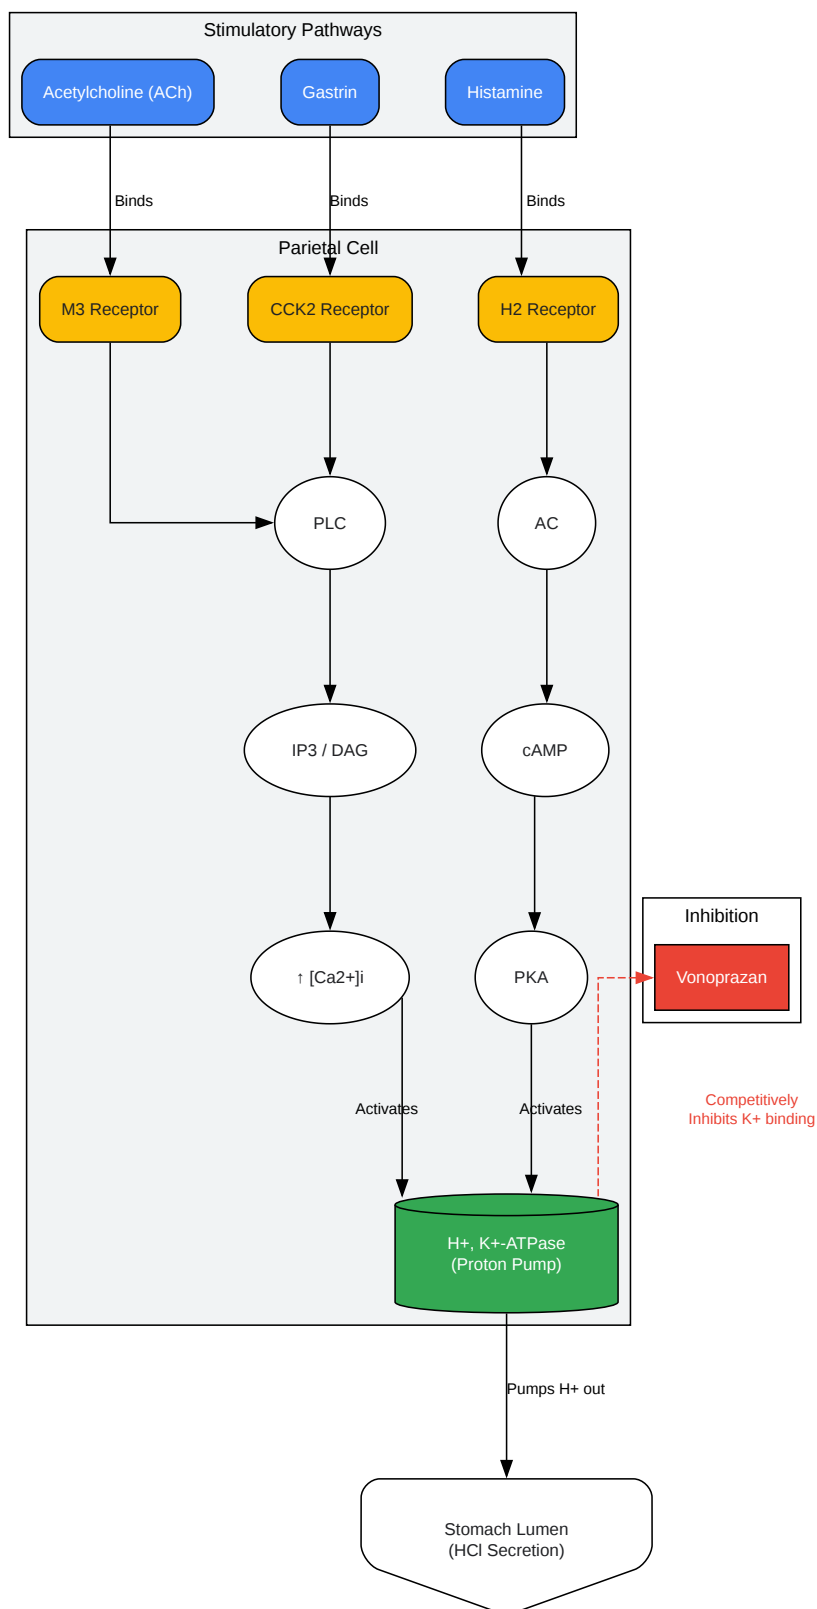 Stimulatory Pathways
Acetylcholine (ACh)
Gastrin
Histamine
Binds
Binds
Binds
Parietal Cell
M3 Receptor
CCK2 Receptor
H2 Receptor
PLC
AC
IP3 / DAG
cAMP
Inhibition
↑ [Ca2+]i
PKA
Vonoprazan
Activates
Activates
Competitively
Inhibits K+ binding
H+, K+-ATPase
(Proton Pump)
Pumps H+ out
Stomach Lumen
(HCl Secretion)